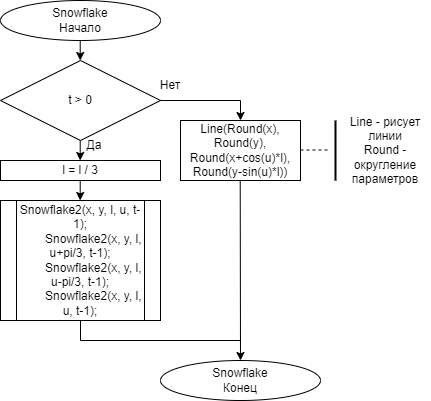 Snowflake
Начало
t > 0
Нет
Да
Line(Round(x),
Round(y),
Round(x+cos(u)*l),
Round(y-sin(u)*l))
Line - рисует
линии
Round -
округление
параметров
l = l / 3
Snowflake2(x, y, l, u, t-
1);
Snowflake2(x, y, l,
u+pi/3, t-1);
Snowflake2(x, y, l,
u-pi/3, t-1);
Snowflake2(x, y, l,
u, t-1);
Snowflake
Конец